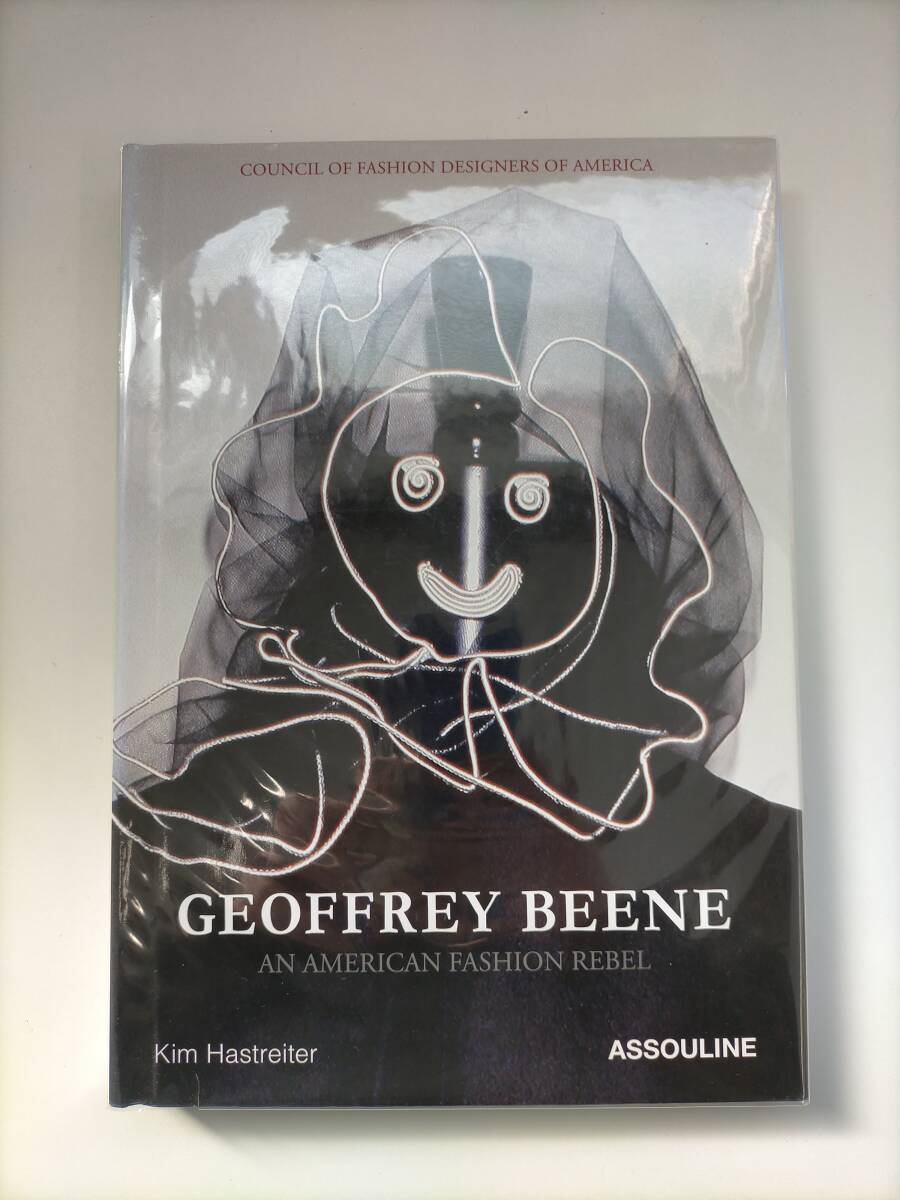 COUNCIL OF FASHION DESIGNERS OF AMERICA
GEOFFREY BEENE
AN AMERICAN FASHION REBEL
Kim Hastreiter
ASSOULINE